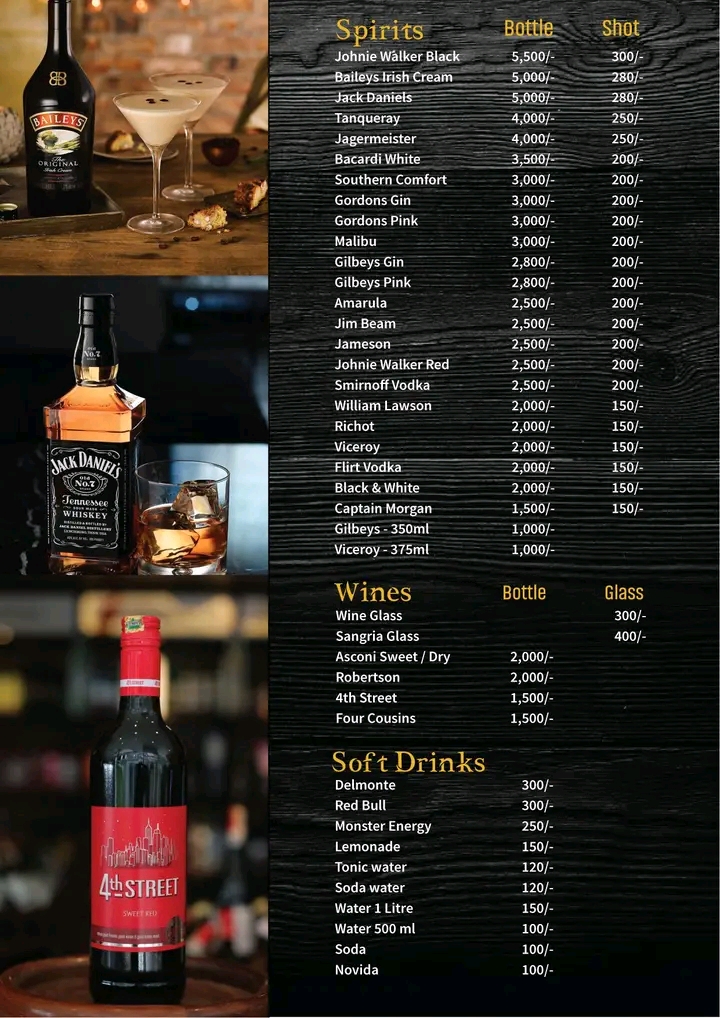 Spirits Bottle Shot
Johnie Walker Black 5,500/- 300/-
Baileys Irish Cream 5,000/- 280/-
Jack Daniels 5,000/- 280/-
Tanqueray 4,000/- 250/-
Jagermeister 4,000/- 250/-
Bacardi White 3,500/- 200/-
Southern Comfort 3,000/- 200/-
Gordons Gin 3,000/- 200/-
Gordons Pink 3,000/- 200/-
Malibu 3,000/- 200/-
Gilbeys Gin 2,800/- 200/-
Gilbeys Pink 2,800/- 200/-
Amarula 2,500/- 200/-
Jim Beam 2,500/- 200/-
Jameson 2,500/- 200/-
Johnie Walker Red 2,500/- 200/-
Smirnoff Vodka 2,500/- 200/-
William Lawson 2,000/- 150/-
Richot 2,000/- 150/-
Viceroy 2,000/- 150/-
Flirt Vodka 2,000/- 150/-
Black & White 2,000/- 150/-
Captain Morgan 1,500/- 150/-
Gilbeys - 350ml 1,000/-
Viceroy - 375ml 1,000/-
Wines Bottle Glass
Wine Glass 300/-
Sangria Glass 400/-
Asconi Sweet / Dry 2,000/-
Robertson 2,000/-
4th Street 1,500/-
Four Cousins 1,500/-
Soft Drinks
Delmonte 300/-
Red Bull 300/-
Monster Energy 250/-
Lemonade 150/-
Tonic water 120/-
Soda water 120/-
Water 1 Litre 150/-
Water 500 ml 100/-
Soda 100/-
Novida 100/-
BAILEYS
The
ORIGINAL
Irish Cream
OLD
No.7
JACK DANIEL'S
OLD
No.7
Tennessee
SOUR MASH
WHISKEY
4th STREET
SWEET RED